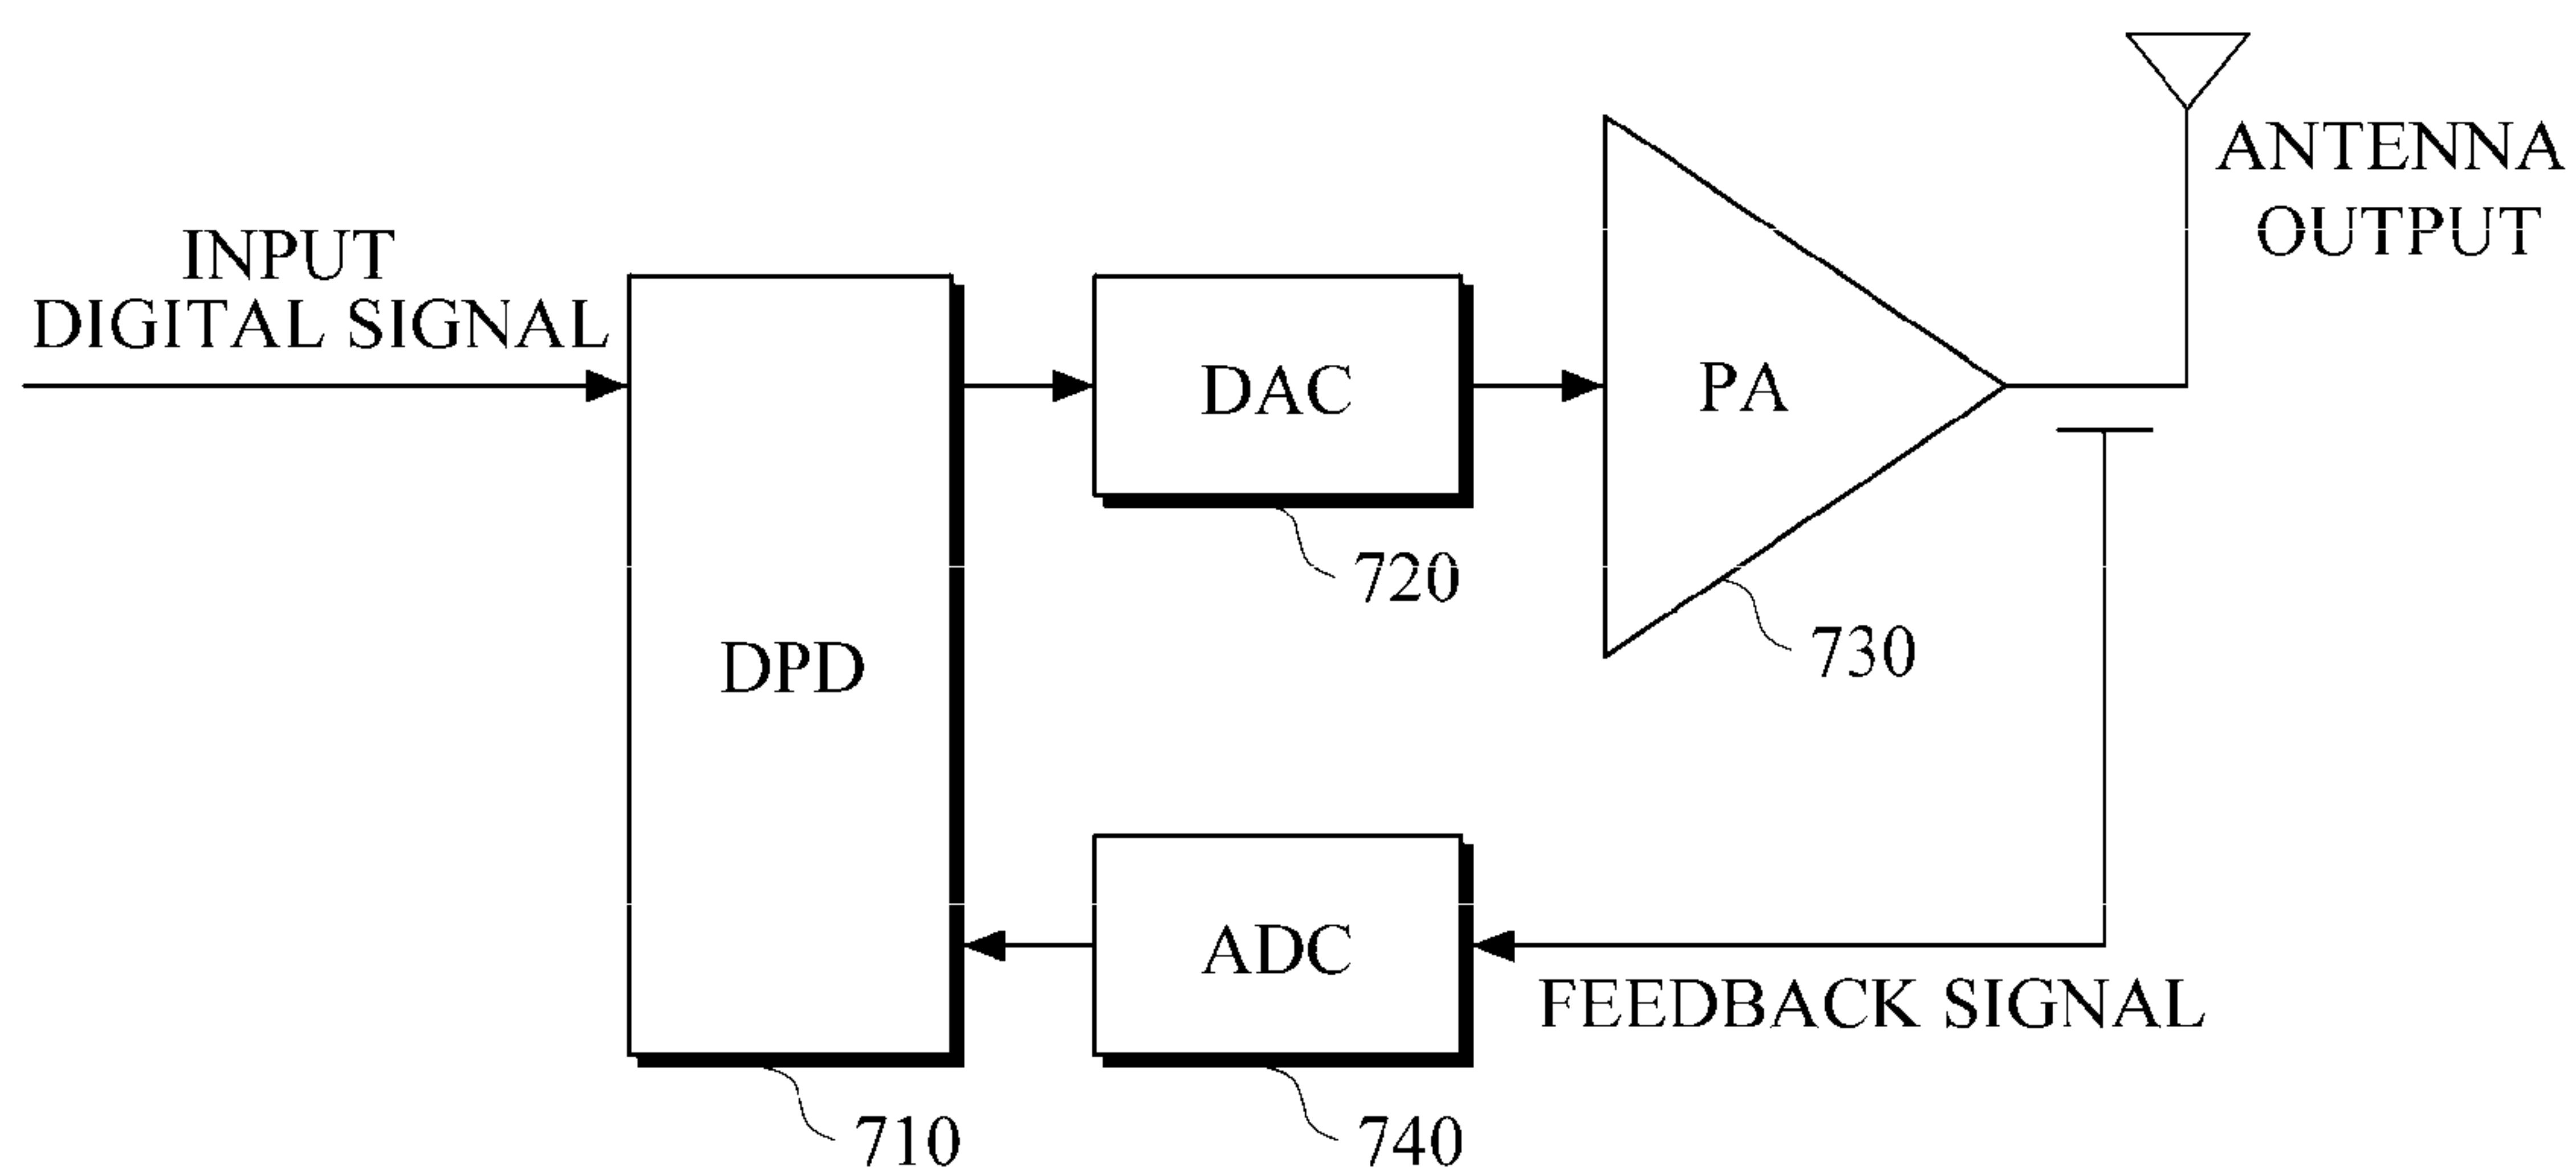 ANTENNA
OUTPUT
INPUT
DIGITAL SIGNAL
DAC
PA
720
730
DPD
ADC
FEEDBACK SIGNAL
710
740